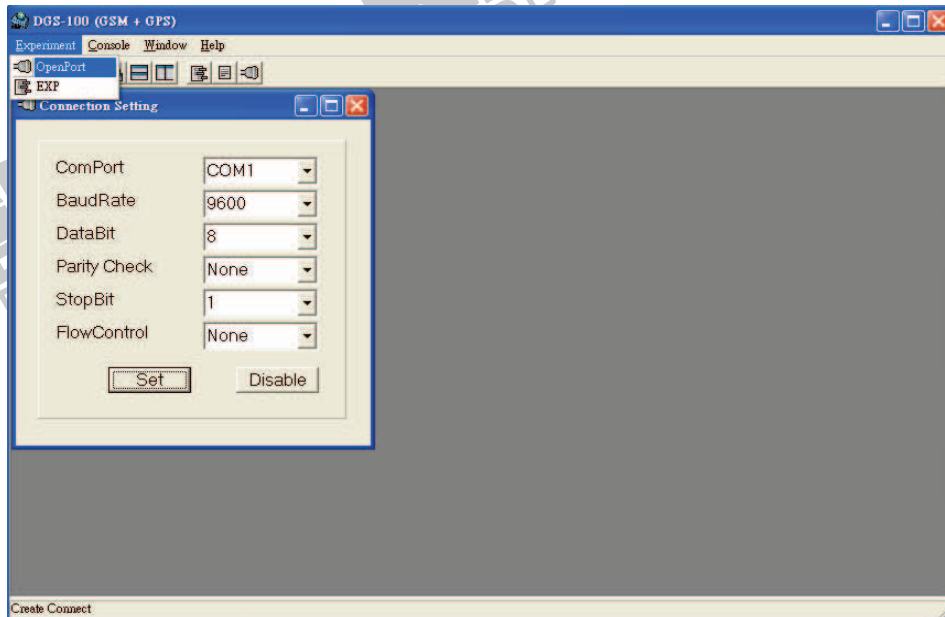 DGS-100 (GSM + GPS)
Experiment Console Window Help
OpenPort
EXP
Connection Setting
ComPort COM1
BaudRate 9600
DataBit 8
Parity Check None
StopBit 1
FlowControl None
Set Disable
Create Connect